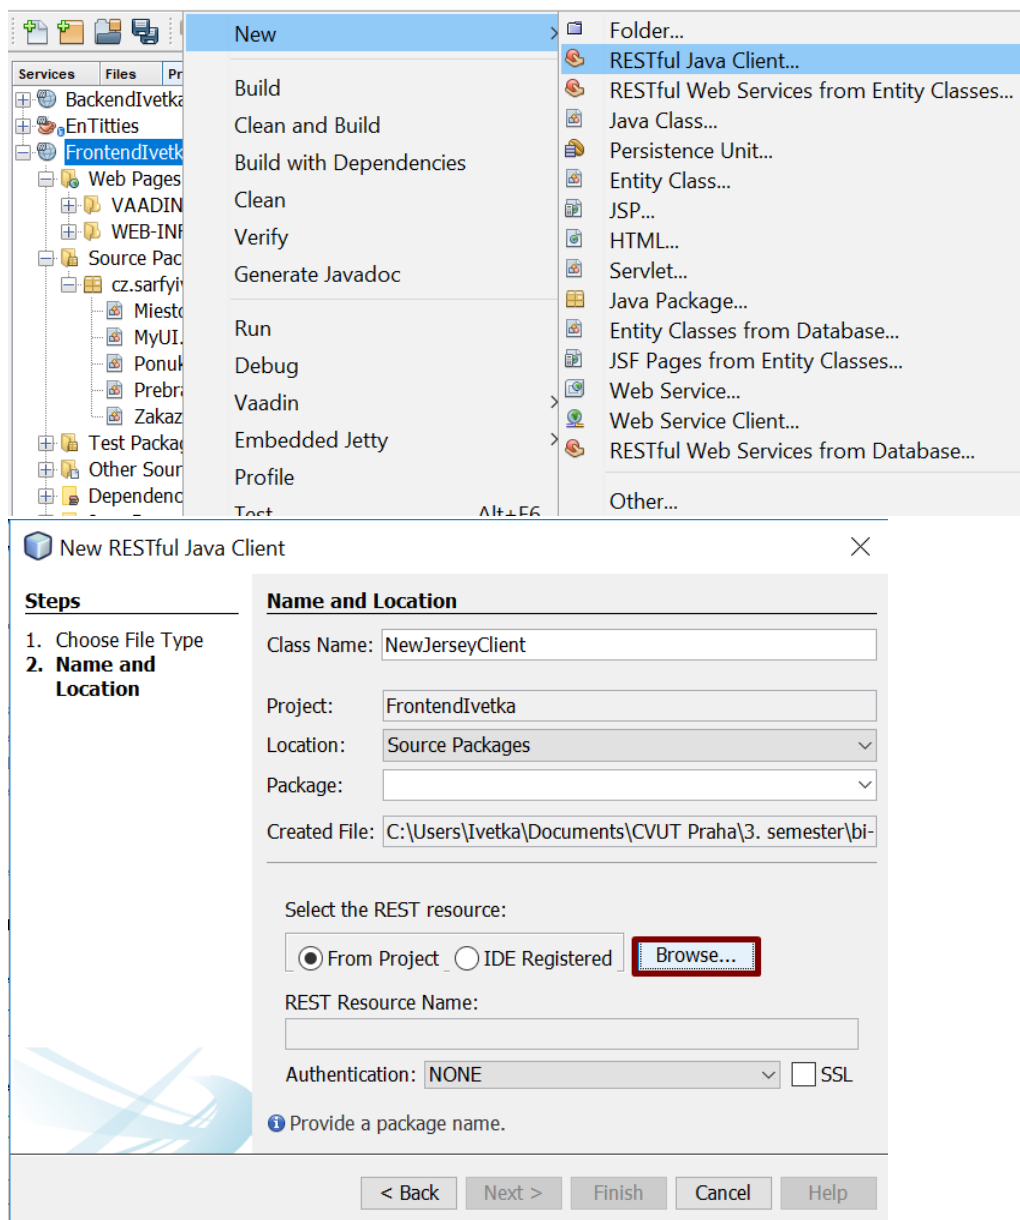 New
Services Files Pr
BackendIvetka
EnTitties
FrontendIvetk
Web Pages
VAADIN
WEB-INF
Source Pac
cz.sarfyiv
Miesto
MyUI.
Ponuk
Prebra
Zakaz
Test Packag
Other Sour
Dependenc
Build
Clean and Build
Build with Dependencies
Clean
Verify
Generate Javadoc
Run
Debug
Vaadin
Embedded Jetty
Profile
Test Alt+F6
Folder...
RESTful Java Client...
RESTful Web Services from Entity Classes...
Java Class...
Persistence Unit...
Entity Class...
JSP...
HTML...
Servlet...
Java Package...
Entity Classes from Database...
JSF Pages from Entity Classes...
Web Service...
Web Service Client...
RESTful Web Services from Database...
Other...
New RESTful Java Client
Steps
1. Choose File Type
2. Name and
Location
Name and Location
Class Name: NewJerseyClient
Project: FrontendIvetka
Location: Source Packages
Package:
Created File: C:\Users\Ivetka\Documents\CVUT Praha\3. semester\bi-
Select the REST resource:
From Project IDE Registered Browse...
REST Resource Name:
Authentication: NONE SSL
Provide a package name.
< Back Next > Finish Cancel Help